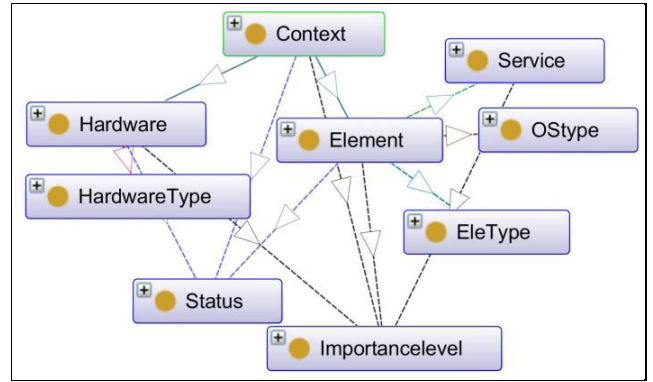 Context
Service
Hardware
OStype
Element
HardwareType
EleType
Status
Importancelevel